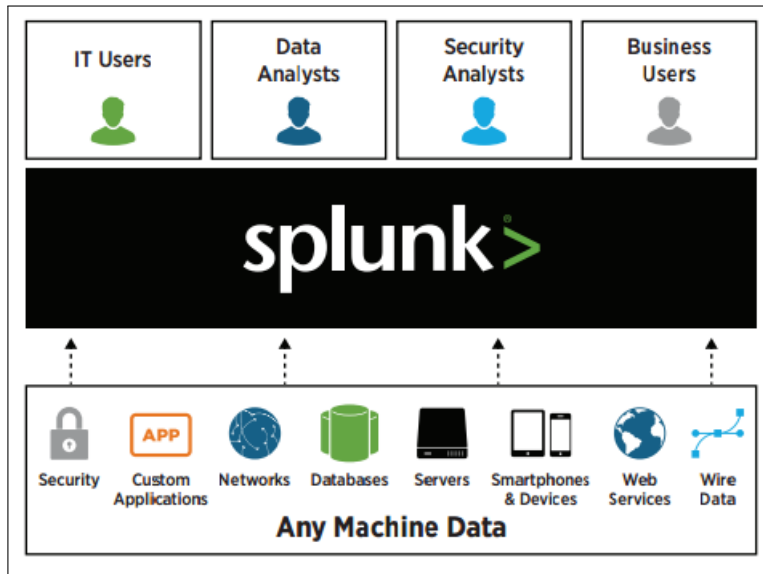 IT Users
Data
Analysts
Security
Analysts
Business
Users
splunk>®
Security
APP
Custom
Applications
Networks
Databases
Servers
Smartphones
& Devices
Web
Services
Wire
Data
Any Machine Data